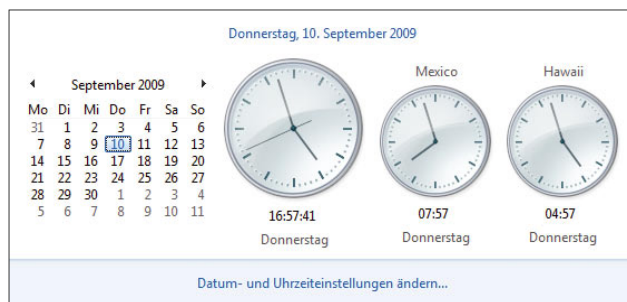 Donnerstag, 10. September 2009
September 2009
Mo Di Mi Do Fr Sa So
31 1 2 3 4 5 6
7 8 9 10 11 12 13
14 15 16 17 18 19 20
21 22 23 24 25 26 27
28 29 30 1 2 3 4
5 6 7 8 9 10 11
16:57:41
Donnerstag
Mexico
07:57
Donnerstag
Hawaii
04:57
Donnerstag
Datum- und Uhrzeiteinstellungen ändern...